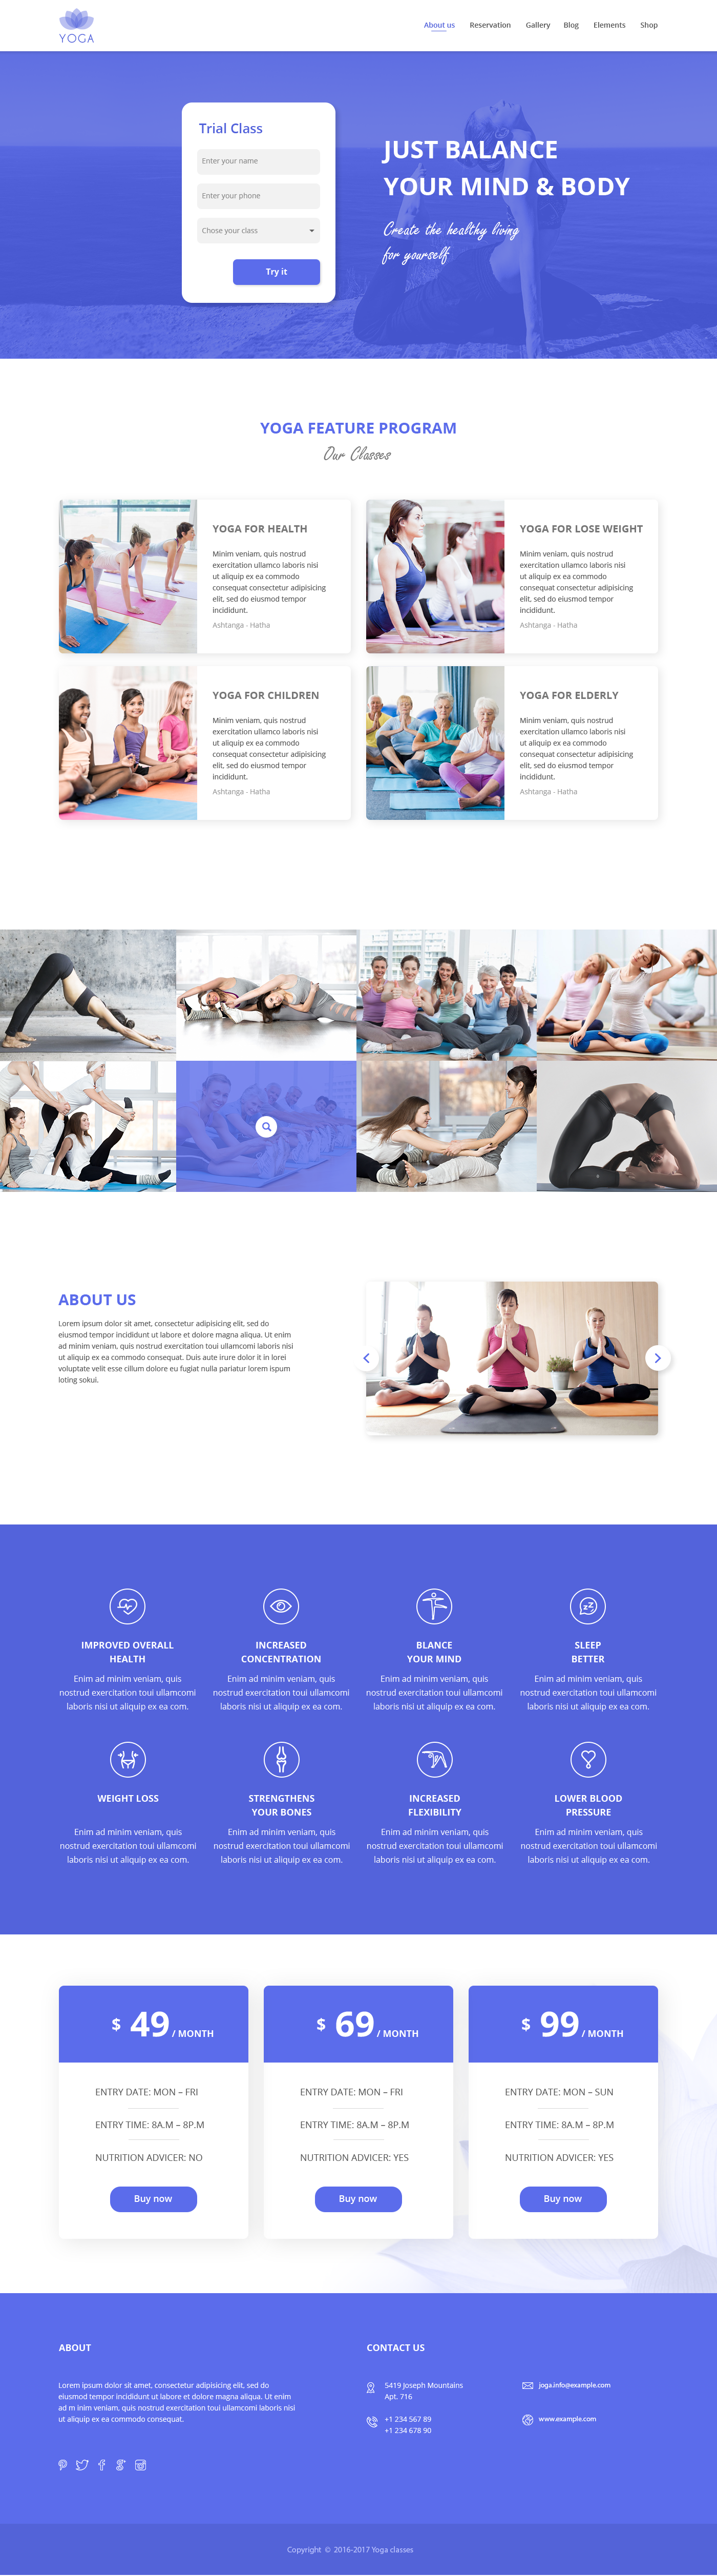 YOGA
About us Reservation Gallery Blog Elements Shop
Trial Class
Enter your name
Enter your phone
Chose your class
Try it
JUST BALANCE
YOUR MIND & BODY
Create the healthy living
for yourself
YOGA FEATURE PROGRAM
Our Classes
YOGA FOR HEALTH
Minim veniam, quis nostrud
exercitation ullamco laboris nisi
ut aliquip ex ea commodo
consequat consectetur adipisicing
elit, sed do eiusmod tempor
incididunt.
Ashtanga - Hatha
YOGA FOR LOSE WEIGHT
Minim veniam, quis nostrud
exercitation ullamco laboris nisi
ut aliquip ex ea commodo
consequat consectetur adipisicing
elit, sed do eiusmod tempor
incididunt.
Ashtanga - Hatha
YOGA FOR CHILDREN
Minim veniam, quis nostrud
exercitation ullamco laboris nisi
ut aliquip ex ea commodo
consequat consectetur adipisicing
elit, sed do eiusmod tempor
incididunt.
Ashtanga - Hatha
YOGA FOR ELDERLY
Minim veniam, quis nostrud
exercitation ullamco laboris nisi
ut aliquip ex ea commodo
consequat consectetur adipisicing
elit, sed do eiusmod tempor
incididunt.
Ashtanga - Hatha
ABOUT US
Lorem ipsum dolor sit amet, consectetur adipisicing elit, sed do
eiusmod tempor incididunt ut labore et dolore magna aliqua. Ut enim
ad minim veniam, quis nostrud exercitation toui ullamcomi laboris nisi
ut aliquip ex ea commodo consequat. Duis aute irure dolor it in lorei
voluptate velit esse cillum dolore eu fugiat nulla pariatur lorem ispum
loting sokui.
IMPROVED OVERALL
HEALTH
Enim ad minim veniam, quis
nostrud exercitation toui ullamcomi
laboris nisi ut aliquip ex ea com.
INCREASED
CONCENTRATION
Enim ad minim veniam, quis
nostrud exercitation toui ullamcomi
laboris nisi ut aliquip ex ea com.
BLANCE
YOUR MIND
Enim ad minim veniam, quis
nostrud exercitation toui ullamcomi
laboris nisi ut aliquip ex ea com.
SLEEP
BETTER
Enim ad minim veniam, quis
nostrud exercitation toui ullamcomi
laboris nisi ut aliquip ex ea com.
WEIGHT LOSS
Enim ad minim veniam, quis
nostrud exercitation toui ullamcomi
laboris nisi ut aliquip ex ea com.
STRENGTHENS
YOUR BONES
Enim ad minim veniam, quis
nostrud exercitation toui ullamcomi
laboris nisi ut aliquip ex ea com.
INCREASED
FLEXIBILITY
Enim ad minim veniam, quis
nostrud exercitation toui ullamcomi
laboris nisi ut aliquip ex ea com.
LOWER BLOOD
PRESSURE
Enim ad minim veniam, quis
nostrud exercitation toui ullamcomi
laboris nisi ut aliquip ex ea com.
$ 49 / MONTH
ENTRY DATE: MON – FRI
ENTRY TIME: 8A.M – 8P.M
NUTRITION ADVICER: NO
Buy now
$ 69 / MONTH
ENTRY DATE: MON – FRI
ENTRY TIME: 8A.M – 8P.M
NUTRITION ADVICER: YES
Buy now
$ 99 / MONTH
ENTRY DATE: MON – SUN
ENTRY TIME: 8A.M – 8P.M
NUTRITION ADVICER: YES
Buy now
ABOUT
Lorem ipsum dolor sit amet, consectetur adipisicing elit, sed do
eiusmod tempor incididunt ut labore et dolore magna aliqua. Ut enim
ad m inim veniam, quis nostrud exercitation toui ullamcomi laboris nisi
ut aliquip ex ea commodo consequat.
CONTACT US
5419 Joseph Mountains
Apt. 716
+1 234 567 89
+1 234 678 90
joga.info@example.com
www.example.com
Copyright © 2016-2017 Yoga classes